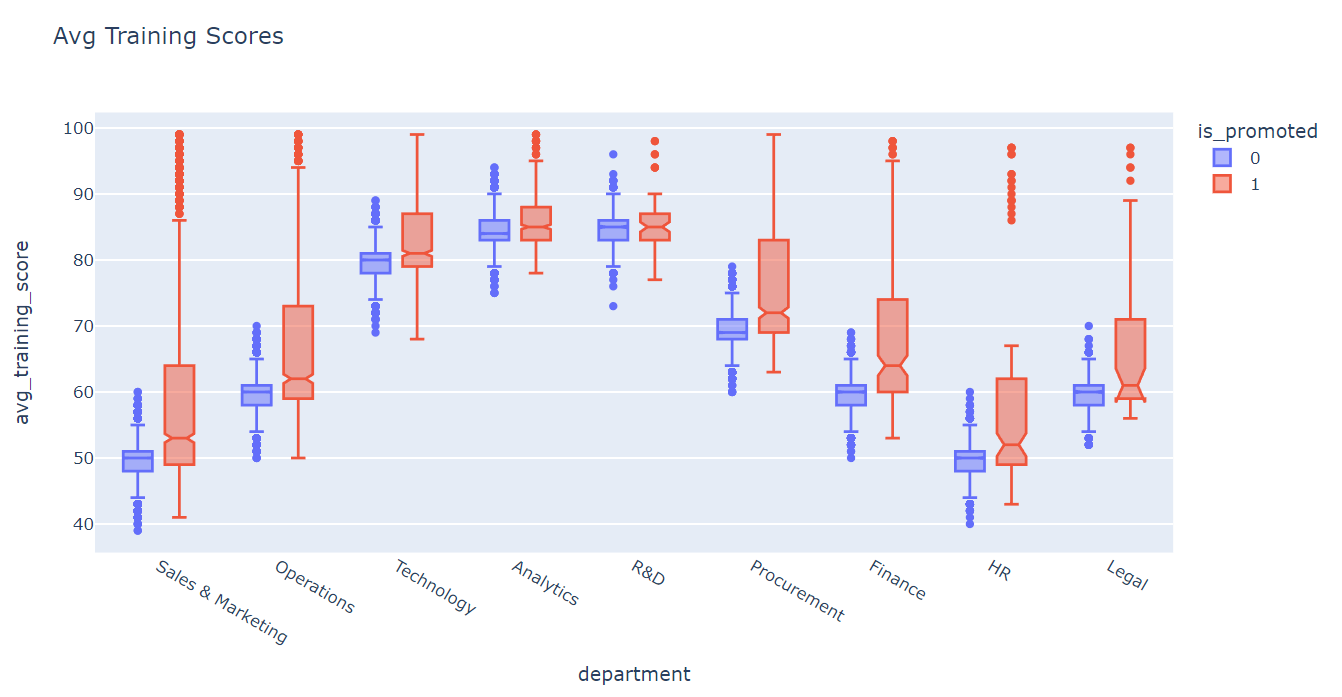 Avg Training Scores
is_promoted
0
1
avg_training_score
100
90
80
70
60
50
40
Sales & Marketing
Operations
Technology
Analytics
R&D
Procurement
Finance
HR
Legal
department